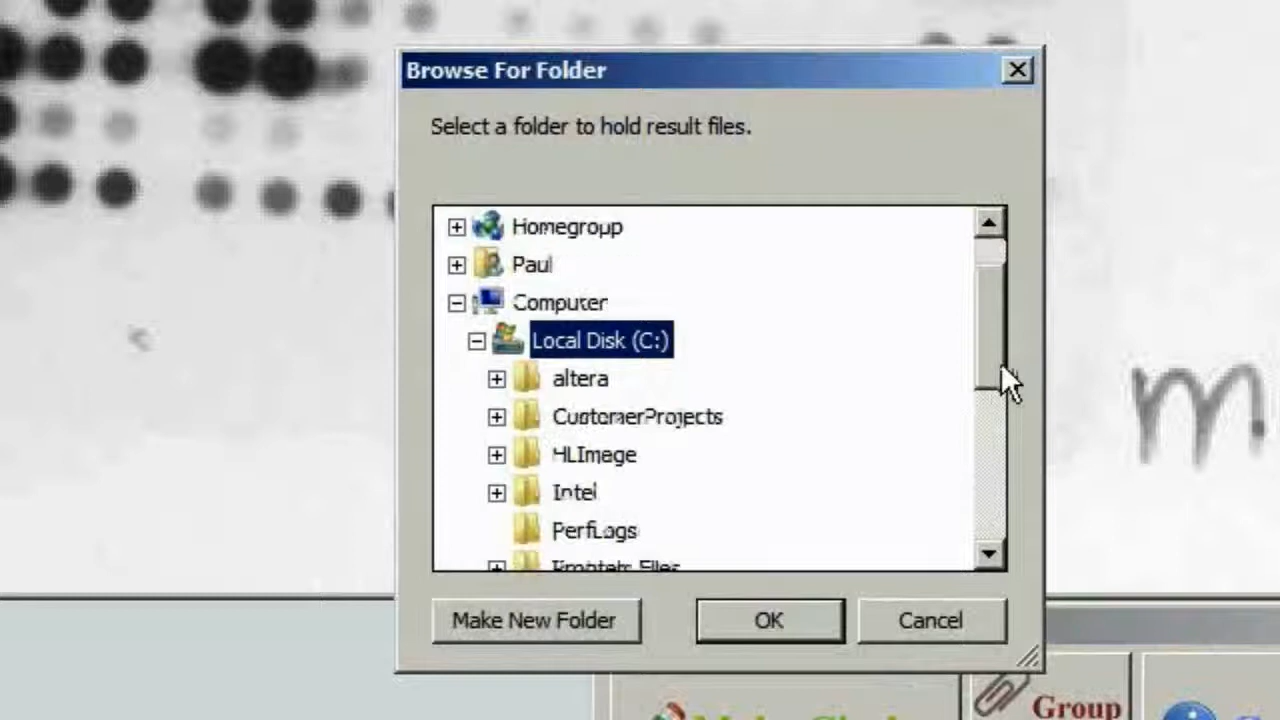 Browse For Folder
Select a folder to hold result files.
Homegroup
Paul
Computer
Local Disk (C:)
altera
CustomerProjects
HLImege
Intel
PerfLogs
Make New Folder
OK
Cancel
m
Group